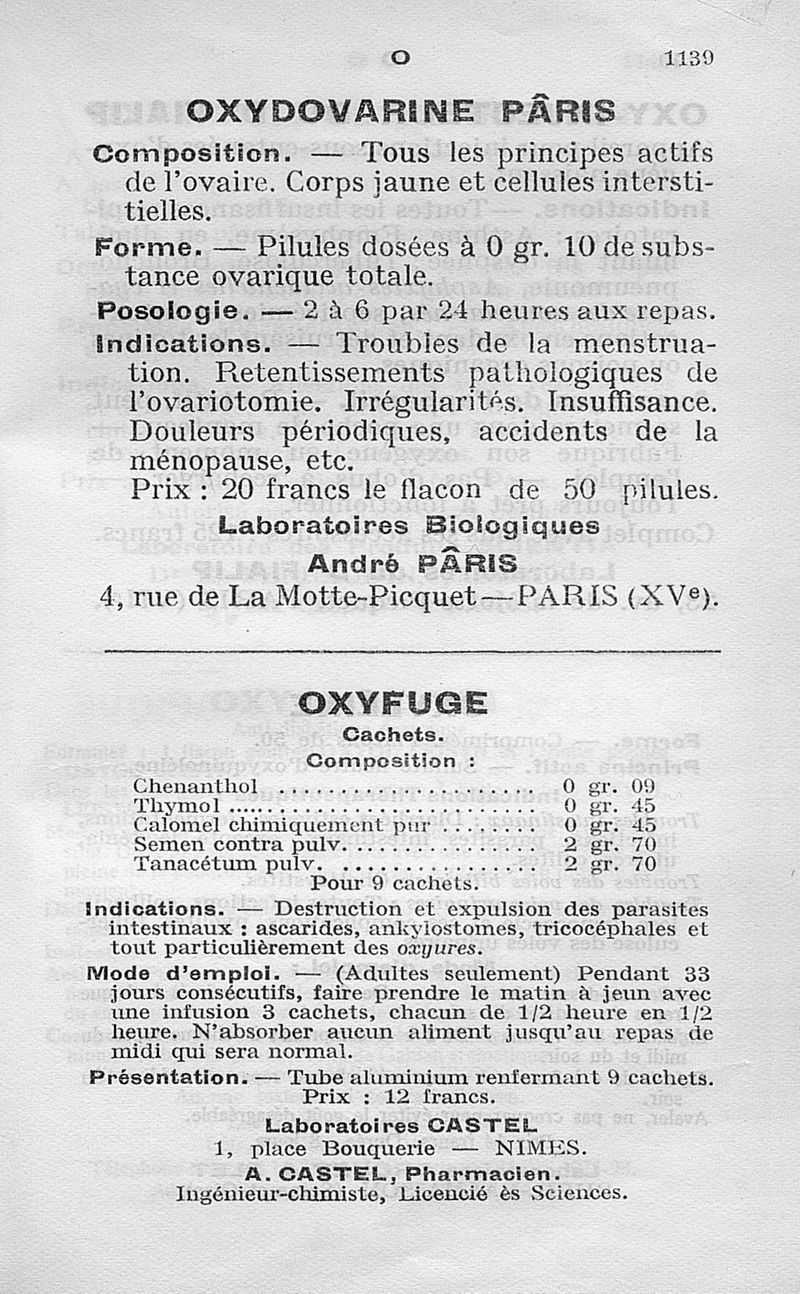 O 1139
OXYDOVARINE PÂRIS
Composition. — Tous les principes actifs
de l'ovaire. Corps jaune et cellules intersti-
tielles.
Forme. — Pilules dosées à 0 gr. 10 de subs-
tance ovarique totale.
Posologie. — 2 à 6 par 24 heures aux repas.
Indications. — Troubles de la menstrua-
tion. Retentissements pathologiques de
l'ovariotomie. Irrégularités. Insuffisance.
Douleurs périodiques, accidents de la
ménopause, etc.
Prix : 20 francs le flacon de 50 pilules.
Laboratoires Biologiques
André PÂRIS
4, rue de La Motte-Picquet — PARIS (XVe).
OXYFUGE
Cachets.
Composition :
Chenanthol ........................ 0 gr. 09
Thymol ........................ 0 gr. 45
Calomel chimiquement pur ........ 0 gr. 45
Semen contra pulv. ................ 2 gr. 70
Tanacétum pulv. ................ 2 gr. 70
Pour 9 cachets.
Indications. — Destruction et expulsion des parasites
intestinaux : ascarides, ankylostomes, tricocéphales et
tout particulièrement des oxyures.
Mode d'emploi. — (Adultes seulement) Pendant 33
jours consécutifs, faire prendre le matin à jeun avec
une infusion 3 cachets, chacun de 1/2 heure en 1/2
heure. N'absorber aucun aliment jusqu'au repas de
midi qui sera normal.
Présentation. — Tube aluminium renfermant 9 cachets.
Prix : 12 francs.
Laboratoires CASTEL
1, place Bouquerie — NIMES.
A. CASTEL, Pharmacien.
Ingénieur-chimiste, Licencié ès Sciences.